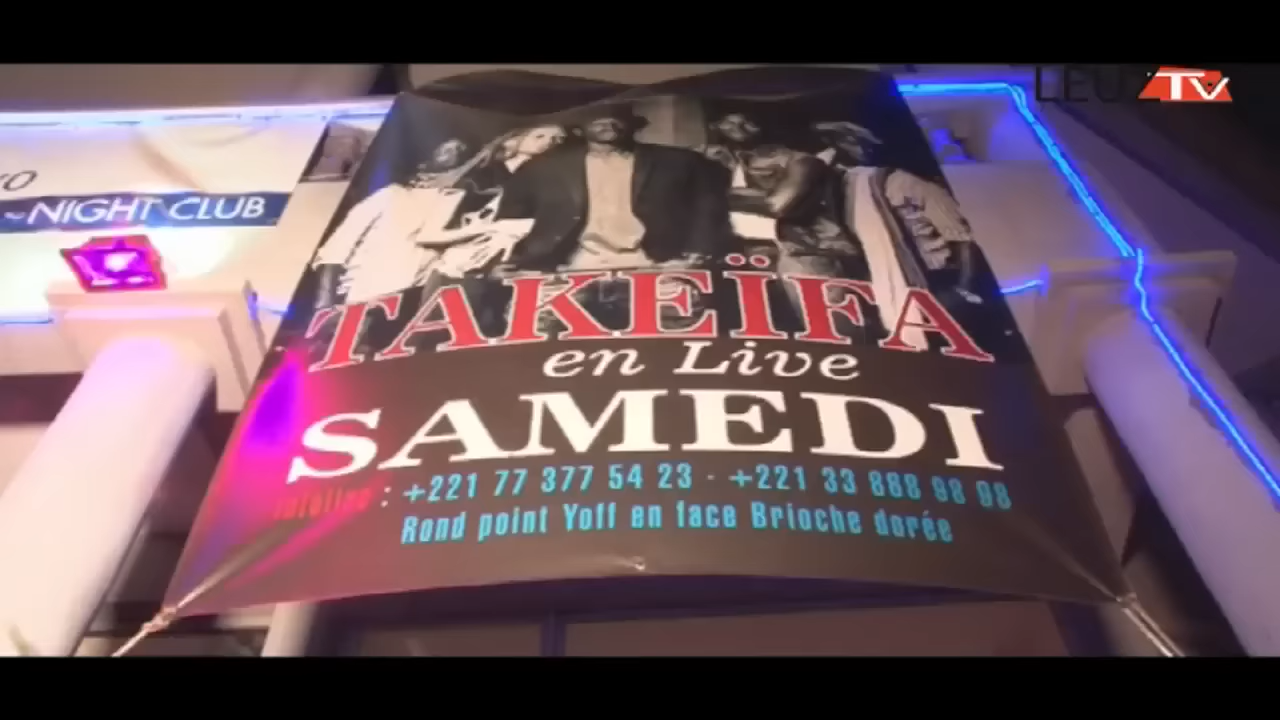 TV
NIGHT CLUB
TAKEÏFA
en Live
SAMEDI
: +221 77 377 54 23 - +221 33 888 98 98
Rond point Yoff en face Brioche dorée